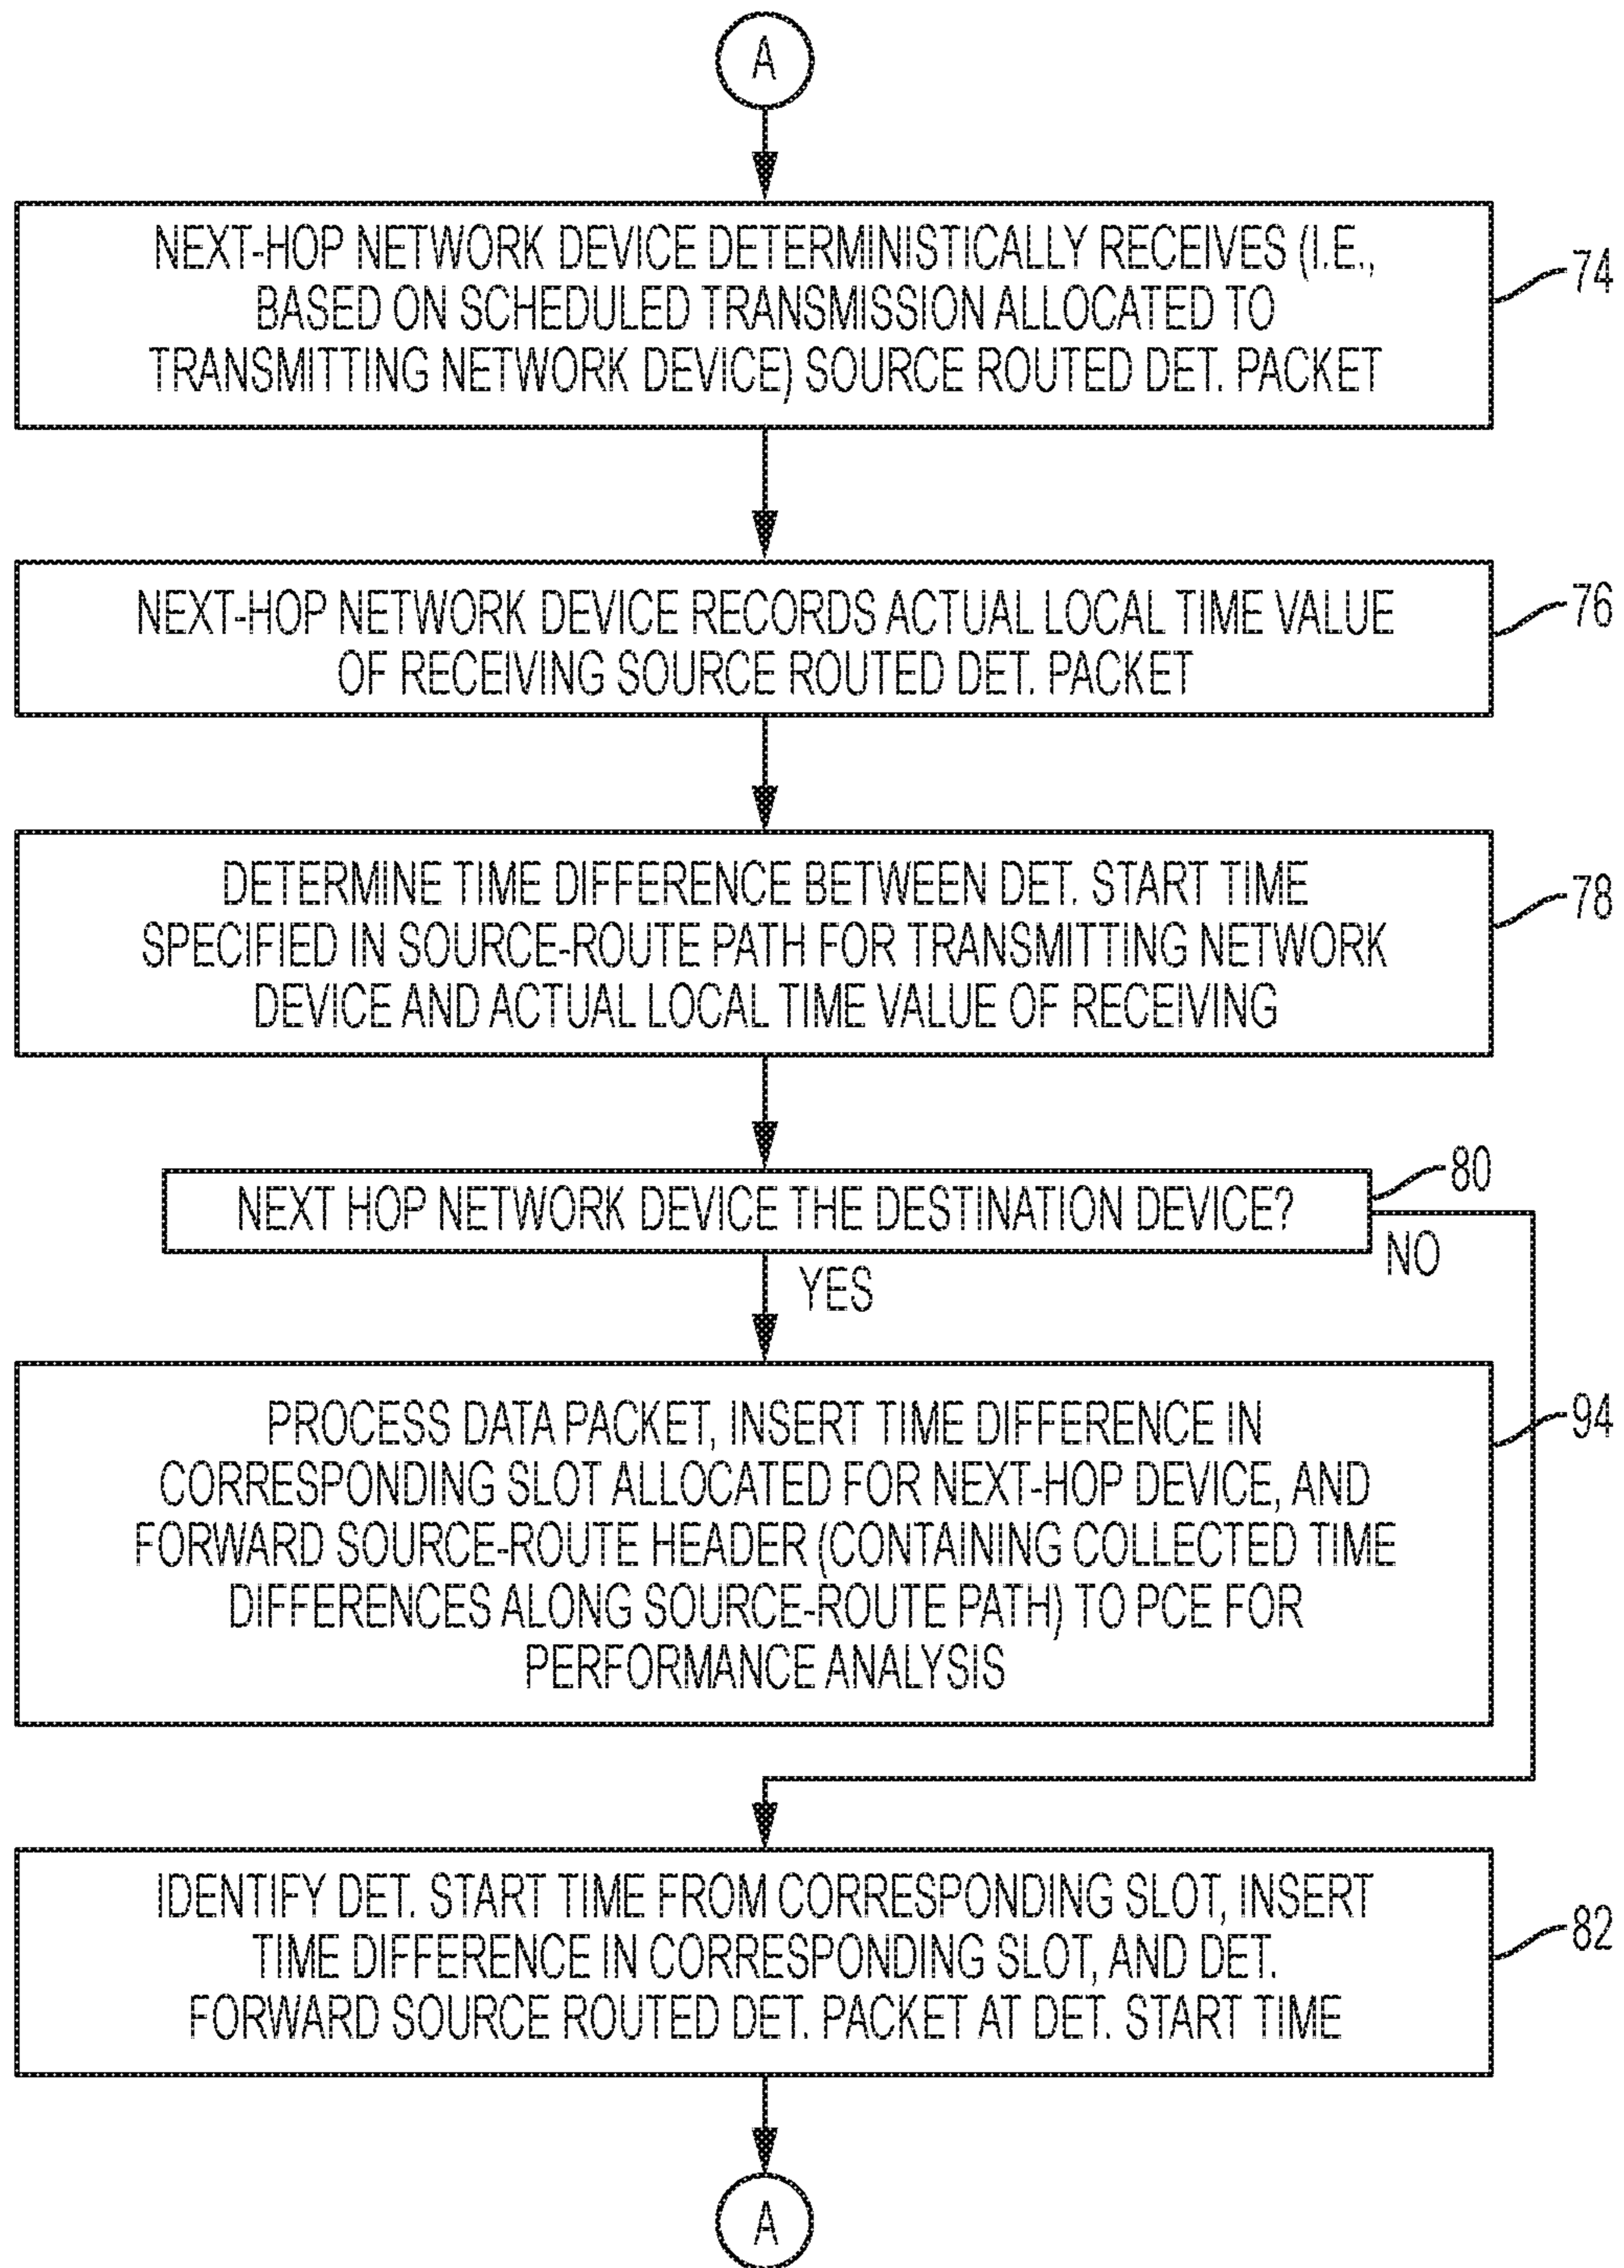 A
NEXT-HOP NETWORK DEVICE DETERMINISTICALLY RECEIVES (I.E.,
BASED ON SCHEDULED TRANSMISSION ALLOCATED TO
TRANSMITTING NETWORK DEVICE) SOURCE ROUTED DET. PACKET
74
NEXT-HOP NETWORK DEVICE RECORDS ACTUAL LOCAL TIME VALUE
OF RECEIVING SOURCE ROUTED DET. PACKET
76
DETERMINE TIME DIFFERENCE BETWEEN DET. START TIME
SPECIFIED IN SOURCE-ROUTE PATH FOR TRANSMITTING NETWORK
DEVICE AND ACTUAL LOCAL TIME VALUE OF RECEIVING
78
NEXT HOP NETWORK DEVICE THE DESTINATION DEVICE?
80
NO
YES
PROCESS DATA PACKET, INSERT TIME DIFFERENCE IN
CORRESPONDING SLOT ALLOCATED FOR NEXT-HOP DEVICE, AND
FORWARD SOURCE-ROUTE HEADER (CONTAINING COLLECTED TIME
DIFFERENCES ALONG SOURCE-ROUTE PATH) TO PCE FOR
PERFORMANCE ANALYSIS
94
IDENTIFY DET. START TIME FROM CORRESPONDING SLOT, INSERT
TIME DIFFERENCE IN CORRESPONDING SLOT, AND DET.
FORWARD SOURCE ROUTED DET. PACKET AT DET. START TIME
82
A